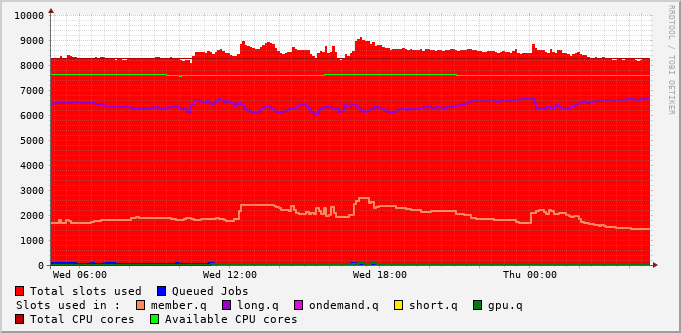 10000
9000
8000
7000
6000
5000
4000
3000
2000
1000
0
Wed 06:00 Wed 12:00 Wed 18:00 Thu 00:00
Total slots used Queued Jobs
Slots used in : member.q long.q ondemand.q short.q gpu.q
Total CPU cores Available CPU cores
RRDTOOL / TOBI OETIKER